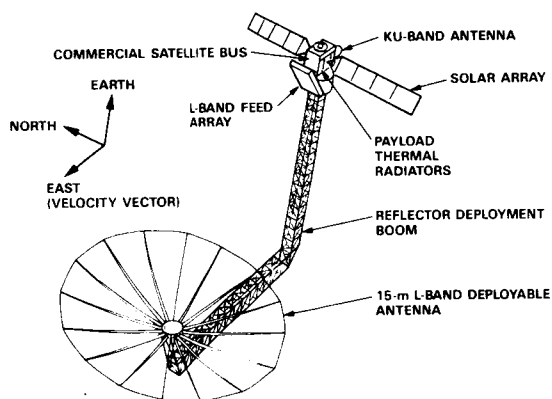 KU-BAND ANTENNA
COMMERCIAL SATELLITE BUS
SOLAR ARRAY
EARTH
L-BAND FEED
ARRAY
NORTH
PAYLOAD
THERMAL
RADIATORS
EAST
(VELOCITY VECTOR)
REFLECTOR DEPLOYMENT
BOOM
15-m L-BAND DEPLOYABLE
ANTENNA